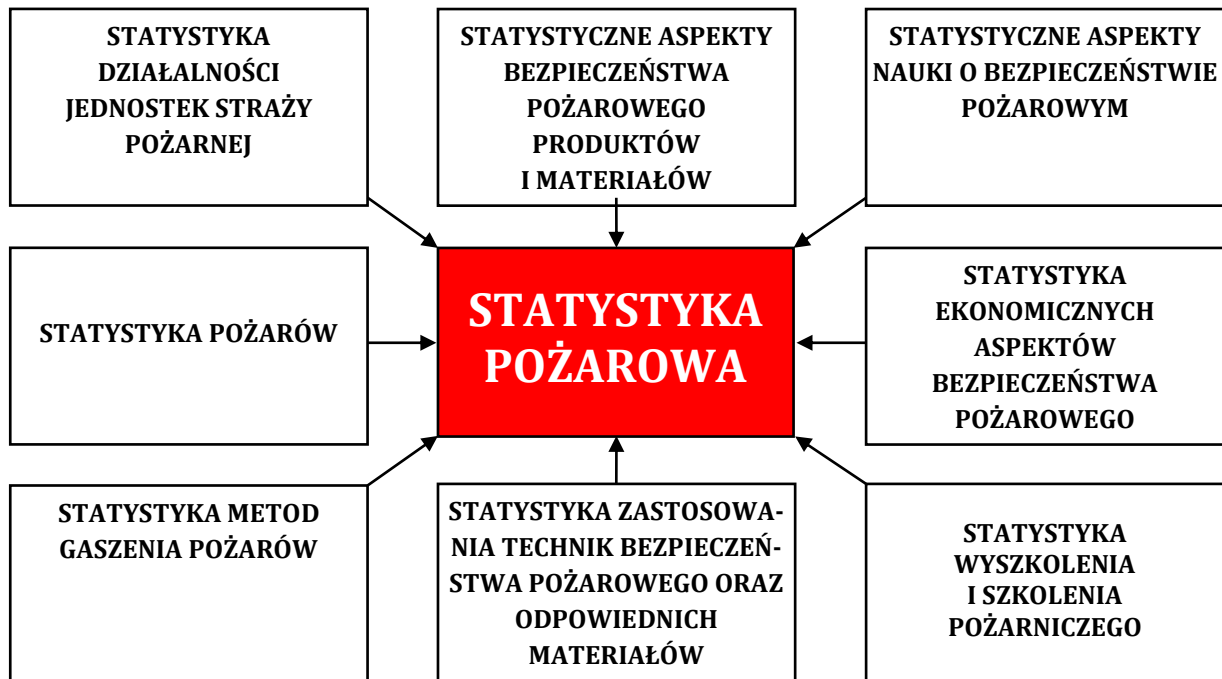 STATYSTYKA
DZIAŁALNOŚCI
JEDNOSTEK STRAŻY
POŻARNEJ
STATYSTYCZNE ASPEKTY
BEZPIECZEŃSTWA
POŻAROWEGO
PRODUKTÓW
I MATERIAŁÓW
STATYSTYCZNE ASPEKTY
NAUKI O BEZPIECZEŃSTWIE
POŻAROWYM
STATYSTYKA POŻARÓW
STATYSTYKA
POŻAROWA
STATYSTYKA
EKONOMICZNYCH
ASPEKTÓW
BEZPIECZEŃSTWA
POŻAROWEGO
STATYSTYKA METOD
GASZENIA POŻARÓW
STATYSTYKA ZASTOSOWA-
NIA TECHNIK BEZPIECZEŃ-
STWA POŻAROWEGO ORAZ
ODPOWIEDNICH
MATERIAŁÓW
STATYSTYKA
WYSZKOLENIA
I SZKOLENIA
POŻARNICZEGO